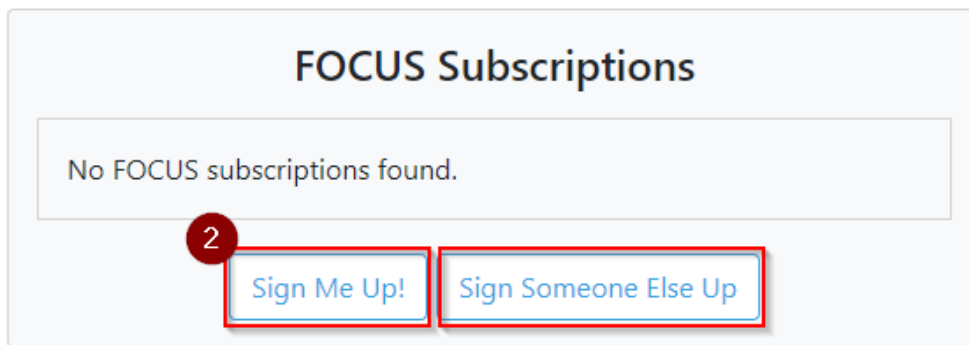 FOCUS Subscriptions
No FOCUS subscriptions found.
2
Sign Me Up! Sign Someone Else Up